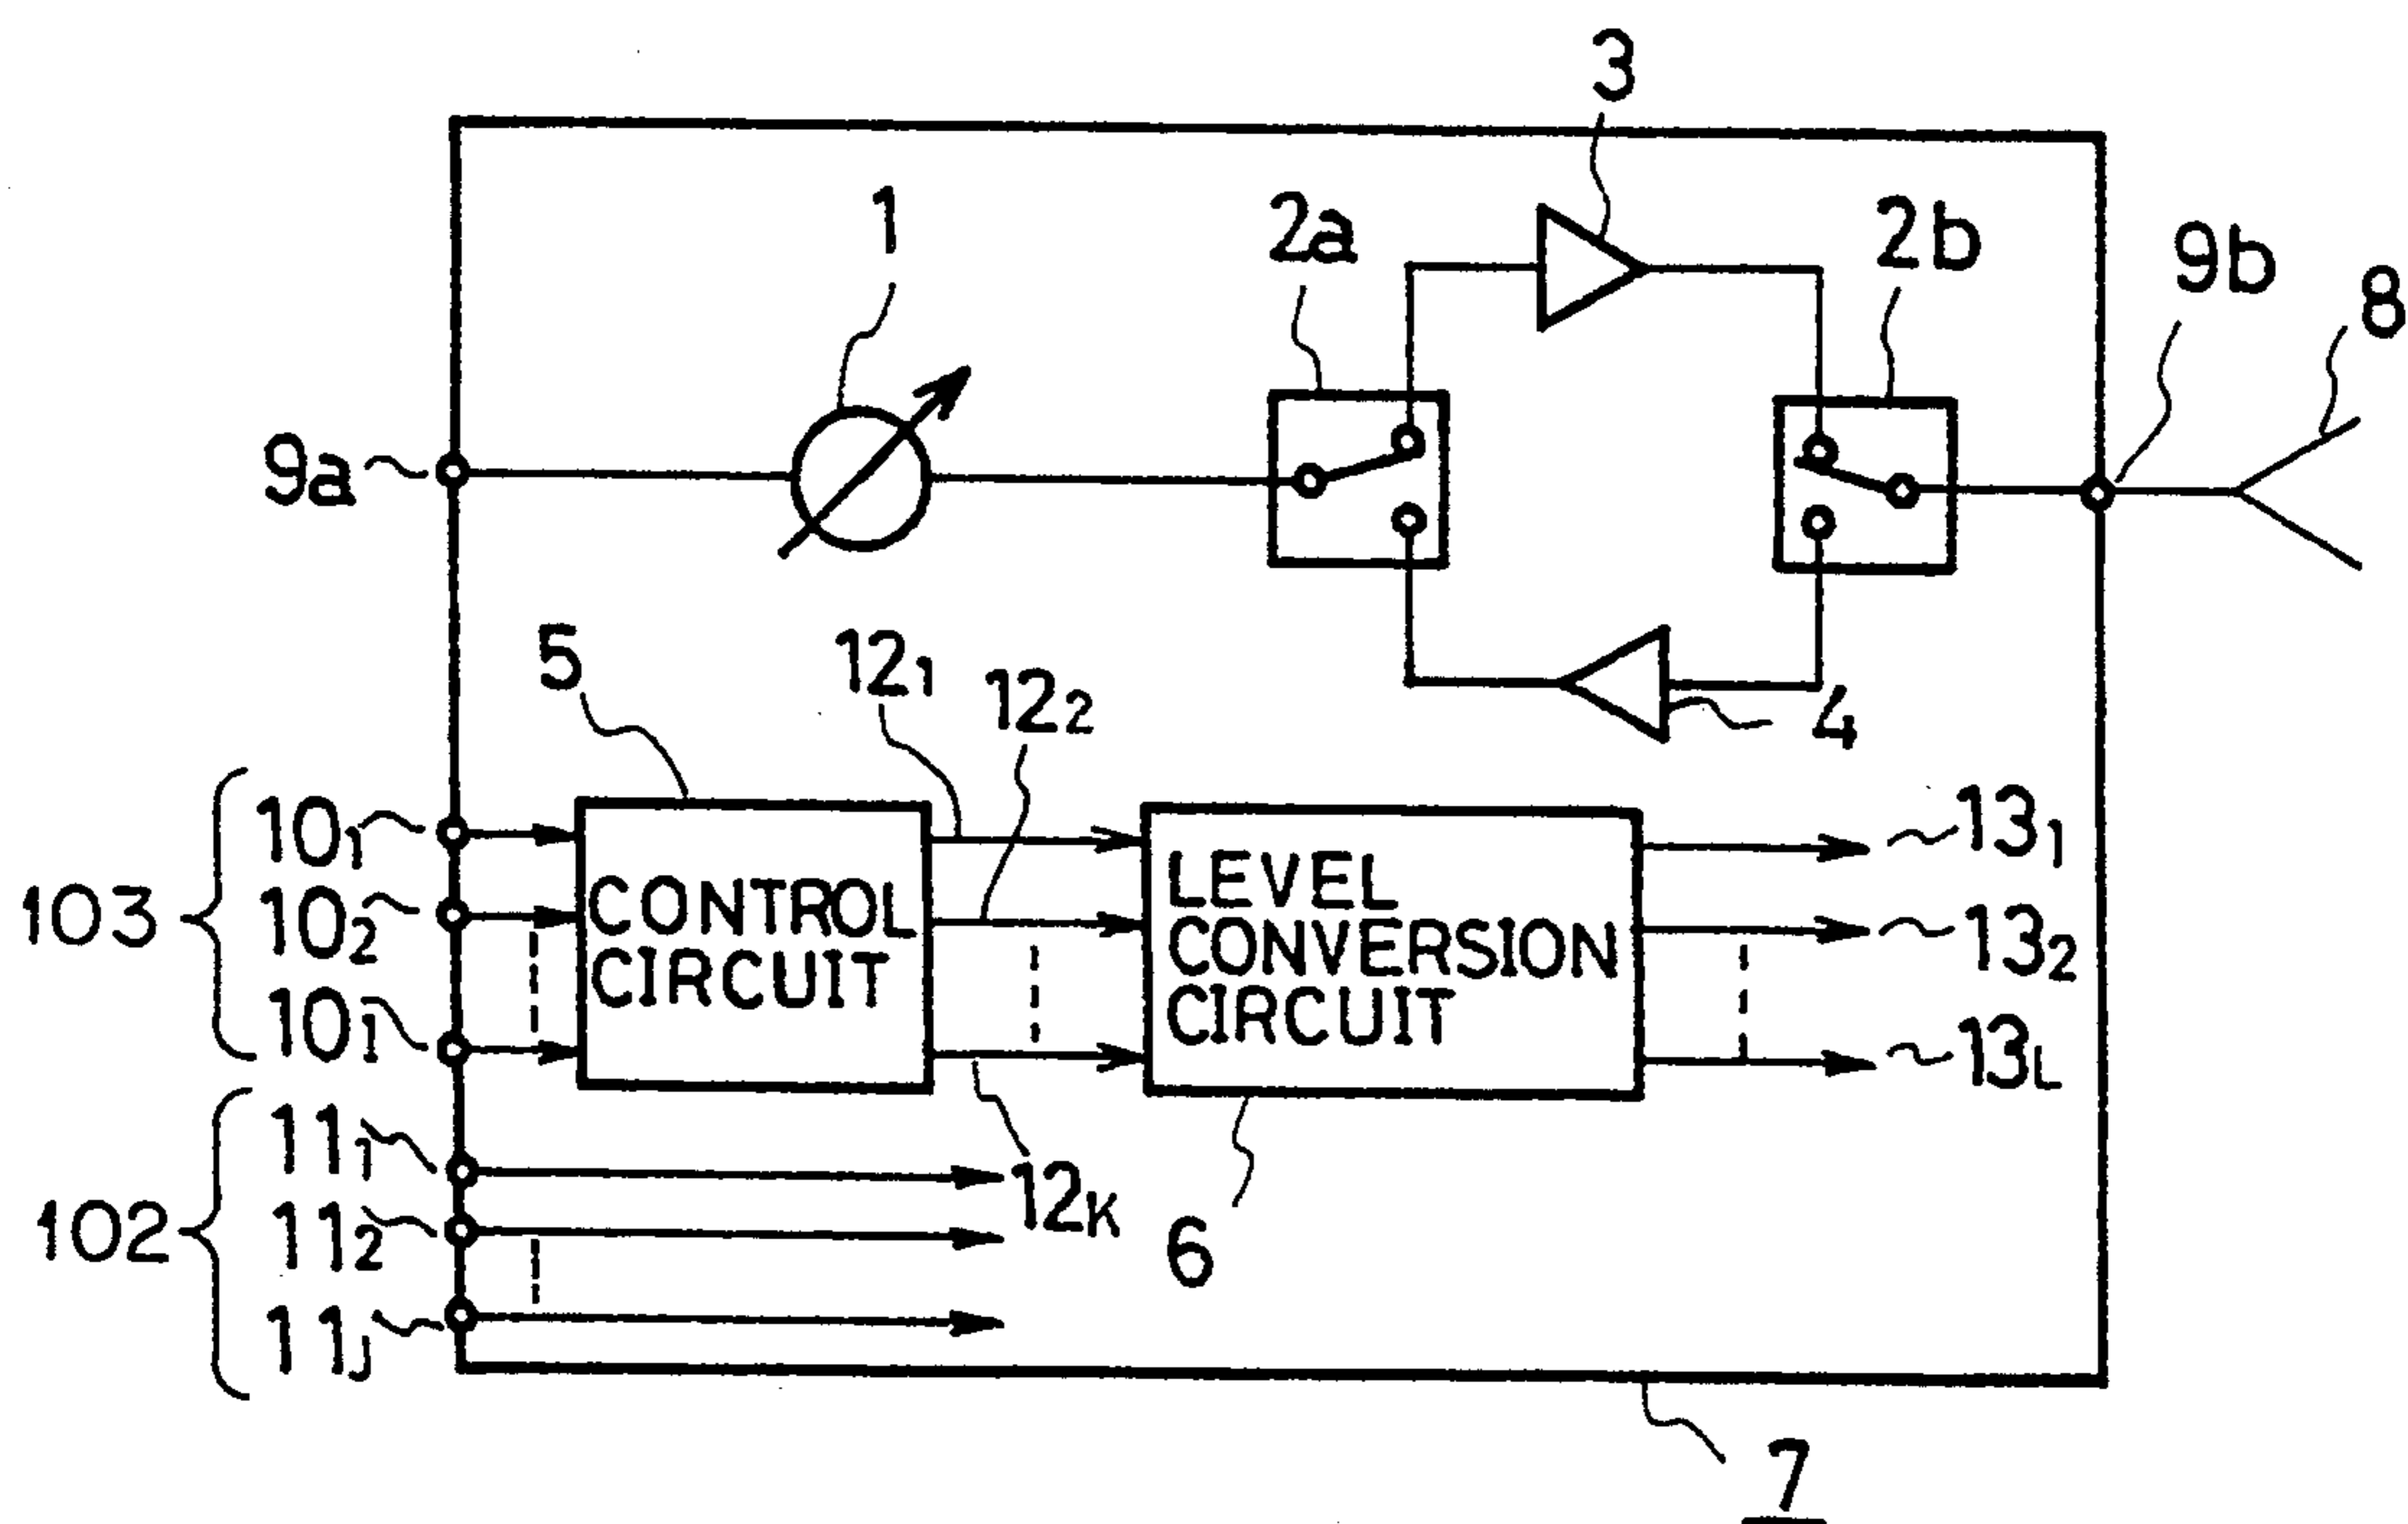 3
1
2a
2b
9b
8
9a
4
5
12₁
12₂
103
10₁
10₂
10ᵢ
CONTROL
CIRCUIT
LEVEL
CONVERSION
CIRCUIT
13₁
13₂
13L
102
11₁
11₂
11ⱼ
12K
6
7